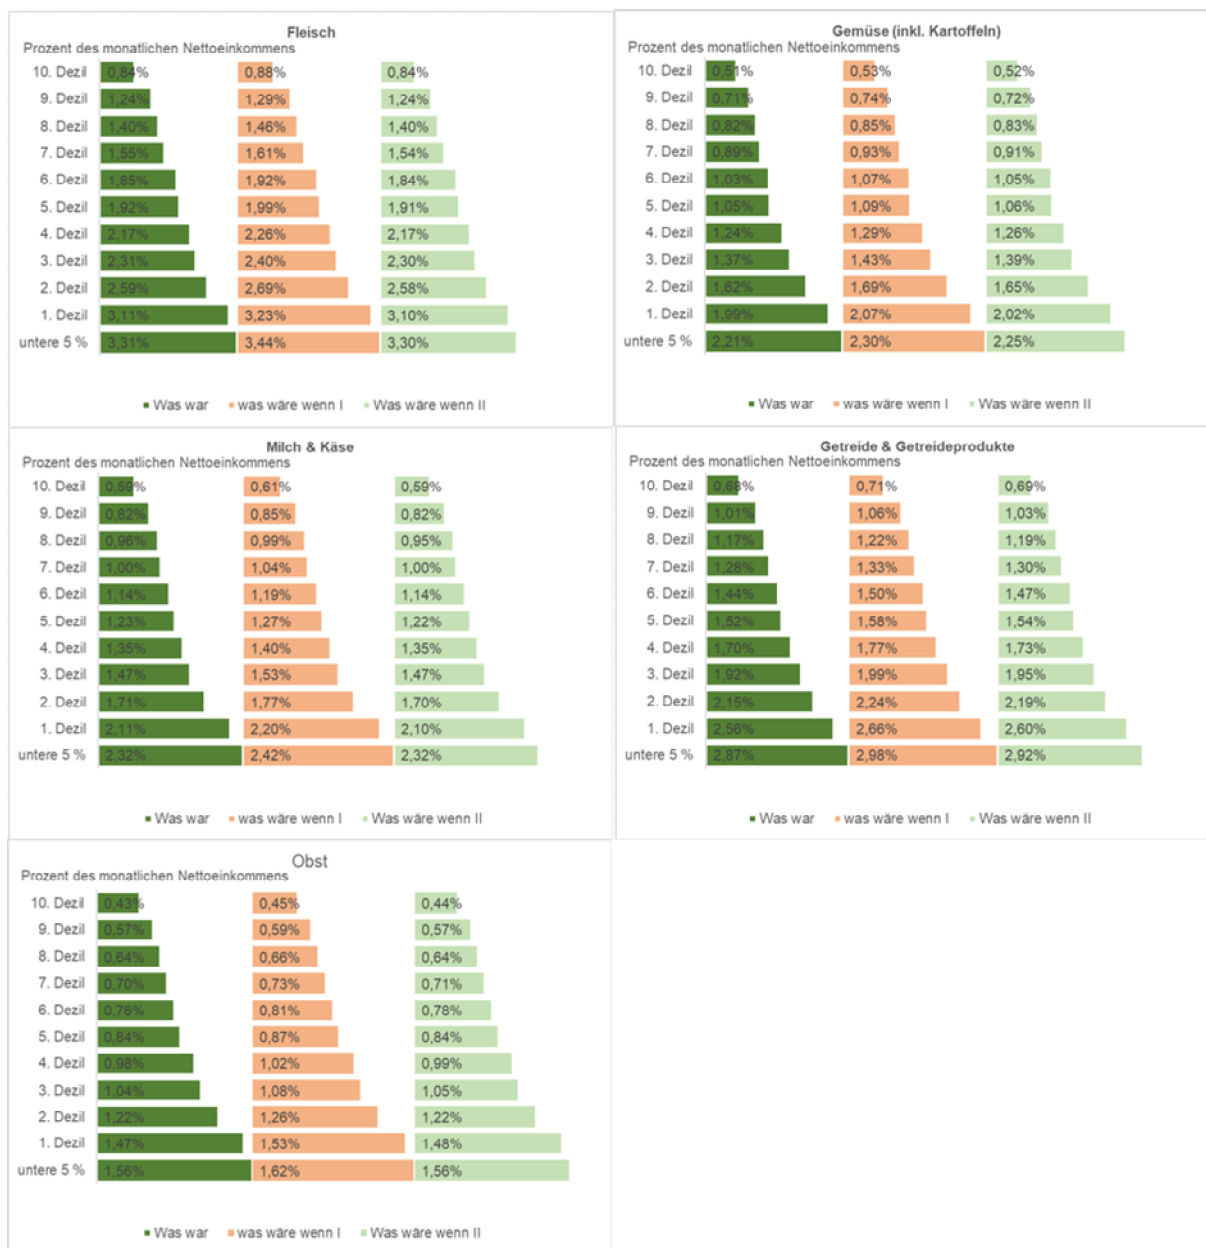 Fleisch
Prozent des monatlichen Nettoeinkommens
10. Dezil 0,84% 0,88% 0,84%
9. Dezil 1,24% 1,29% 1,24%
8. Dezil 1,40% 1,46% 1,40%
7. Dezil 1,55% 1,61% 1,54%
6. Dezil 1,85% 1,92% 1,84%
5. Dezil 1,92% 1,99% 1,91%
4. Dezil 2,17% 2,26% 2,17%
3. Dezil 2,31% 2,40% 2,30%
2. Dezil 2,59% 2,69% 2,58%
1. Dezil 3,11% 3,23% 3,10%
untere 5 % 3,31% 3,44% 3,30%
Was war was wäre wenn I Was wäre wenn II
Gemüse (inkl. Kartoffeln)
Prozent des monatlichen Nettoeinkommens
10. Dezil 0,51% 0,53% 0,52%
9. Dezil 0,71% 0,74% 0,72%
8. Dezil 0,82% 0,85% 0,83%
7. Dezil 0,89% 0,93% 0,91%
6. Dezil 1,03% 1,07% 1,05%
5. Dezil 1,05% 1,09% 1,06%
4. Dezil 1,24% 1,29% 1,26%
3. Dezil 1,37% 1,43% 1,39%
2. Dezil 1,62% 1,69% 1,65%
1. Dezil 1,99% 2,07% 2,02%
untere 5 % 2,21% 2,30% 2,25%
Was war was wäre wenn I Was wäre wenn II
Milch & Käse
Prozent des monatlichen Nettoeinkommens
10. Dezil 0,59% 0,61% 0,59%
9. Dezil 0,82% 0,85% 0,82%
8. Dezil 0,96% 0,99% 0,95%
7. Dezil 1,00% 1,04% 1,00%
6. Dezil 1,14% 1,19% 1,14%
5. Dezil 1,23% 1,27% 1,22%
4. Dezil 1,35% 1,40% 1,35%
3. Dezil 1,47% 1,53% 1,47%
2. Dezil 1,71% 1,77% 1,70%
1. Dezil 2,11% 2,20% 2,10%
untere 5 % 2,32% 2,42% 2,32%
Was war was wäre wenn I Was wäre wenn II
Getreide & Getreideprodukte
Prozent des monatlichen Nettoeinkommens
10. Dezil 0,68% 0,71% 0,69%
9. Dezil 1,01% 1,06% 1,03%
8. Dezil 1,17% 1,22% 1,19%
7. Dezil 1,28% 1,33% 1,30%
6. Dezil 1,44% 1,50% 1,47%
5. Dezil 1,52% 1,58% 1,54%
4. Dezil 1,70% 1,77% 1,73%
3. Dezil 1,92% 1,99% 1,95%
2. Dezil 2,15% 2,24% 2,19%
1. Dezil 2,56% 2,66% 2,60%
untere 5 % 2,87% 2,98% 2,92%
Was war was wäre wenn I Was wäre wenn II
Obst
Prozent des monatlichen Nettoeinkommens
10. Dezil 0,43% 0,45% 0,44%
9. Dezil 0,57% 0,59% 0,57%
8. Dezil 0,64% 0,66% 0,64%
7. Dezil 0,70% 0,73% 0,71%
6. Dezil 0,78% 0,81% 0,78%
5. Dezil 0,84% 0,87% 0,84%
4. Dezil 0,98% 1,02% 0,99%
3. Dezil 1,04% 1,08% 1,05%
2. Dezil 1,22% 1,26% 1,22%
1. Dezil 1,47% 1,53% 1,48%
untere 5 % 1,56% 1,62% 1,56%
Was war was wäre wenn I Was wäre wenn II